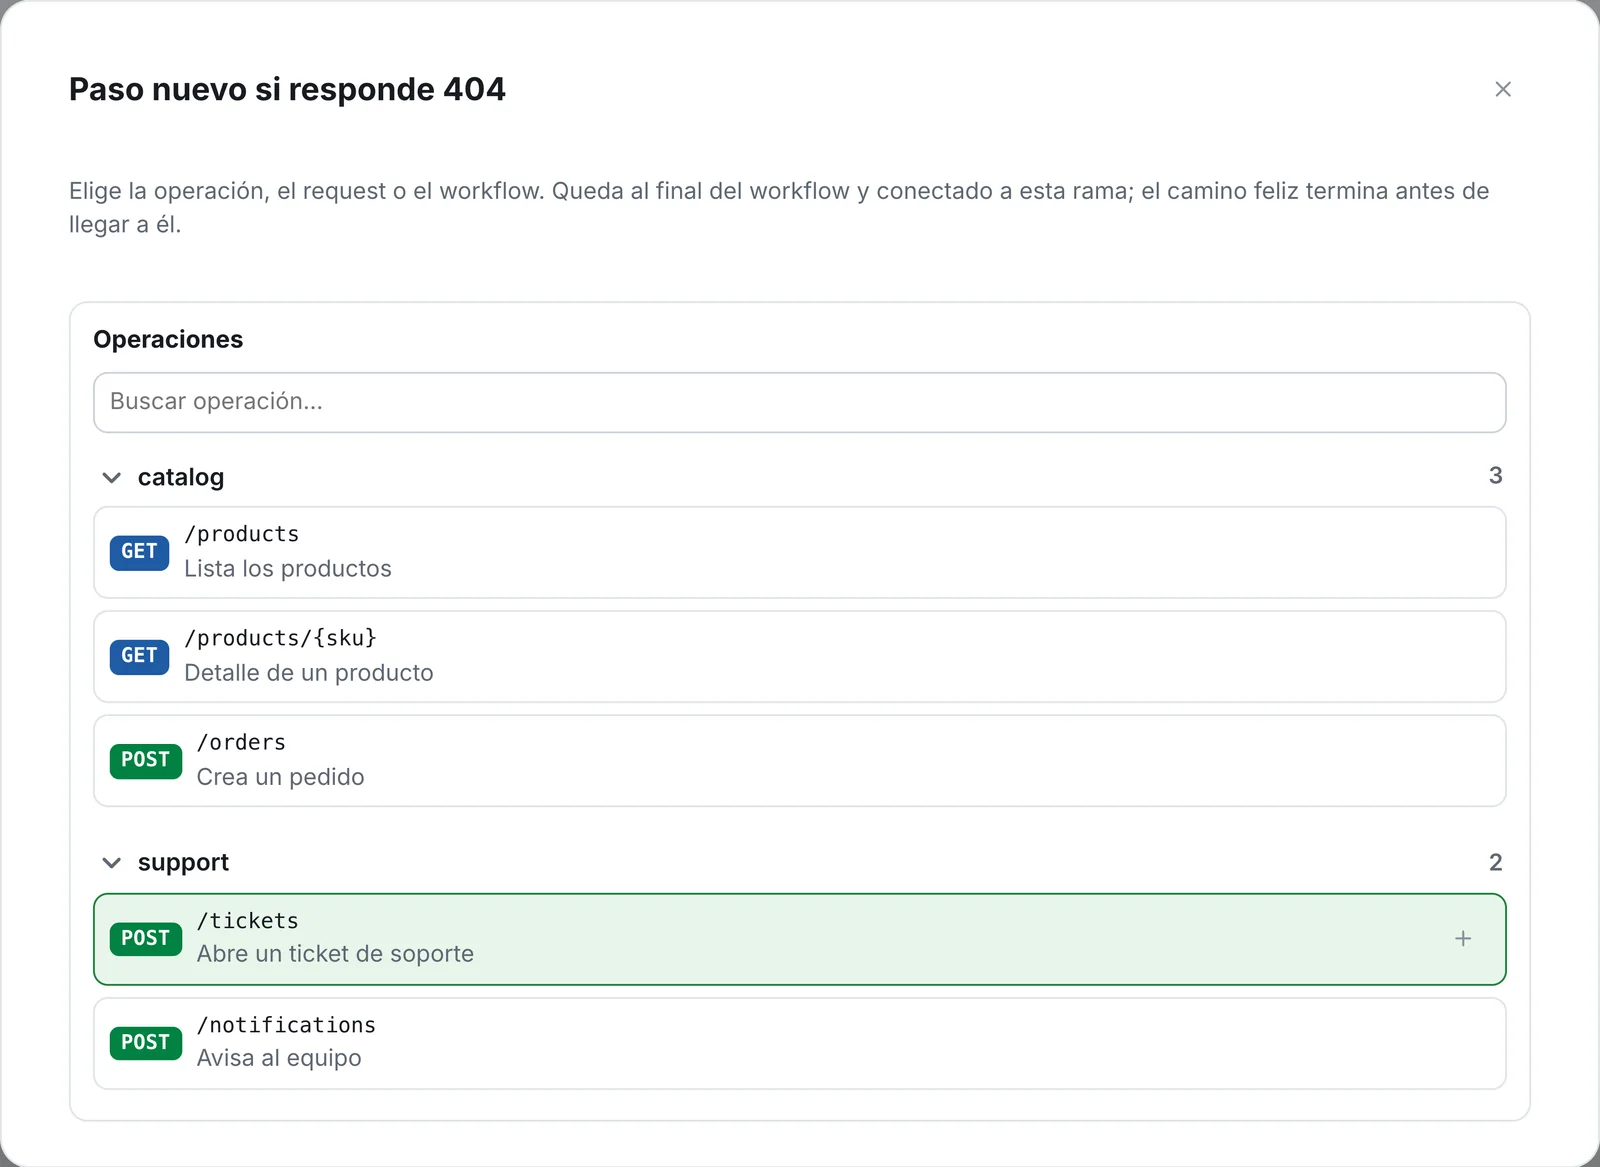 Paso nuevo si responde 404
Elige la operación, el request o el workflow. Queda al final del workflow y conectado a esta rama; el camino feliz termina antes de
llegar a él.
Operaciones
Buscar operación...
catalog 3
GET /products
Lista los productos
GET /products/{sku}
Detalle de un producto
POST /orders
Crea un pedido
support 2
POST /tickets
Abre un ticket de soporte
POST /notifications
Avisa al equipo